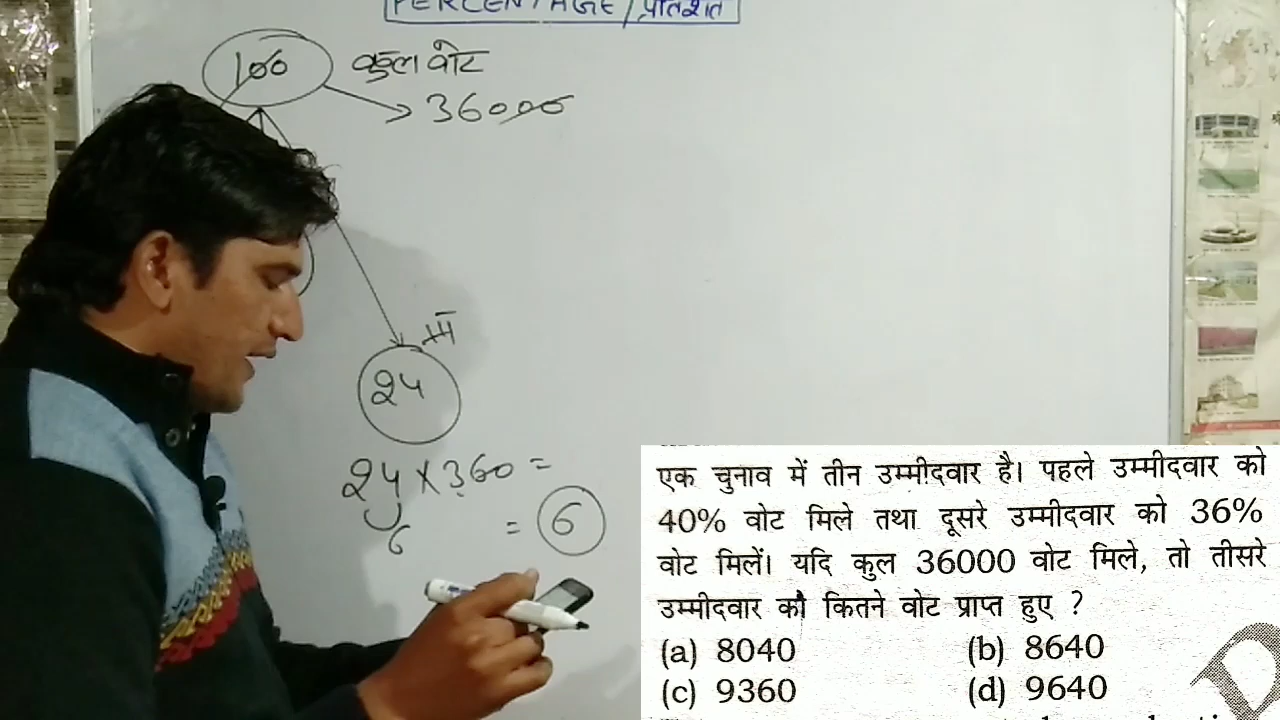 PERCENTAGE/प्रतिशत
100 कुल वोट
36000
III
24
24 X 360 =
6
= 6
एक चुनाव में तीन उम्मीदवार है। पहले उम्मीदवार को
40% वोट मिले तथा दूसरे उम्मीदवार को 36%
वोट मिलें। यदि कुल 36000 वोट मिले, तो तीसरे
उम्मीदवार को कितने वोट प्राप्त हुए ?
(a) 8040 (b) 8640
(c) 9360 (d) 9640